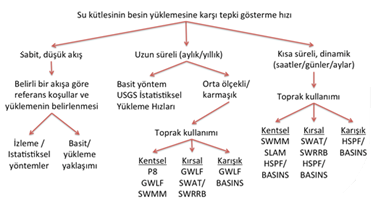 Su kütlesinin besin yüklemesine karşı tepki gösterme hızı
Sabit, düşük akış
Uzun süreli (aylık/yıllık)
Kısa süreli, dinamik
(saatler/günler/aylar)
Belirli bir akışa göre
referans koşullar ve
yüklemenin belirlenmesi
Basit yöntem
USGS İstatistiksel
Yükleme Hızları
Orta ölçekli/
karmaşık
Toprak kullanımı
İzleme /
Istatistiksel
yöntemler
Basit/
yükleme
yaklaşımı
Toprak kullanımı
Kentsel
SWMM
SLAM
HSPF/
BASINS
Kırsal
SWAT/
SWRRB
HSPF/
BASINS
Karışık
HSPF/
BASINS
Kentsel
P8
GWLF
SWMM
Kırsal
GWLF
SWAT/
SWRRB
Karışık
GWLF
BASINS